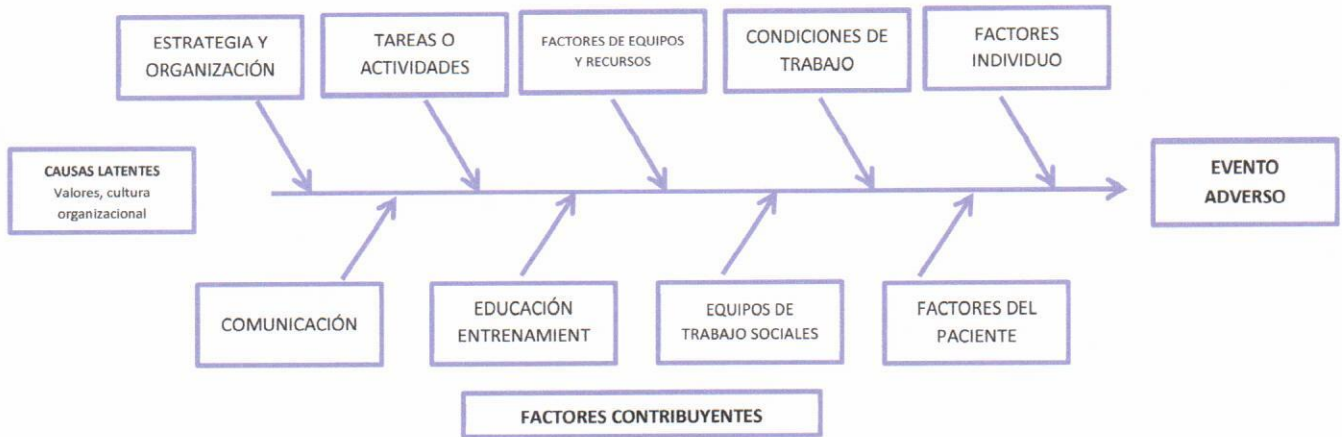 ESTRATEGIA Y
ORGANIZACIÓN
TAREAS O
ACTIVIDADES
FACTORES DE EQUIPOS
Y RECURSOS
CONDICIONES DE
TRABAJO
FACTORES
INDIVIDUO
CAUSAS LATENTES
Valores, cultura
organizacional
EVENTO
ADVERSO
COMUNICACIÓN
EDUCACIÓN
ENTRENAMIENT
EQUIPOS DE
TRABAJO SOCIALES
FACTORES DEL
PACIENTE
FACTORES CONTRIBUYENTES